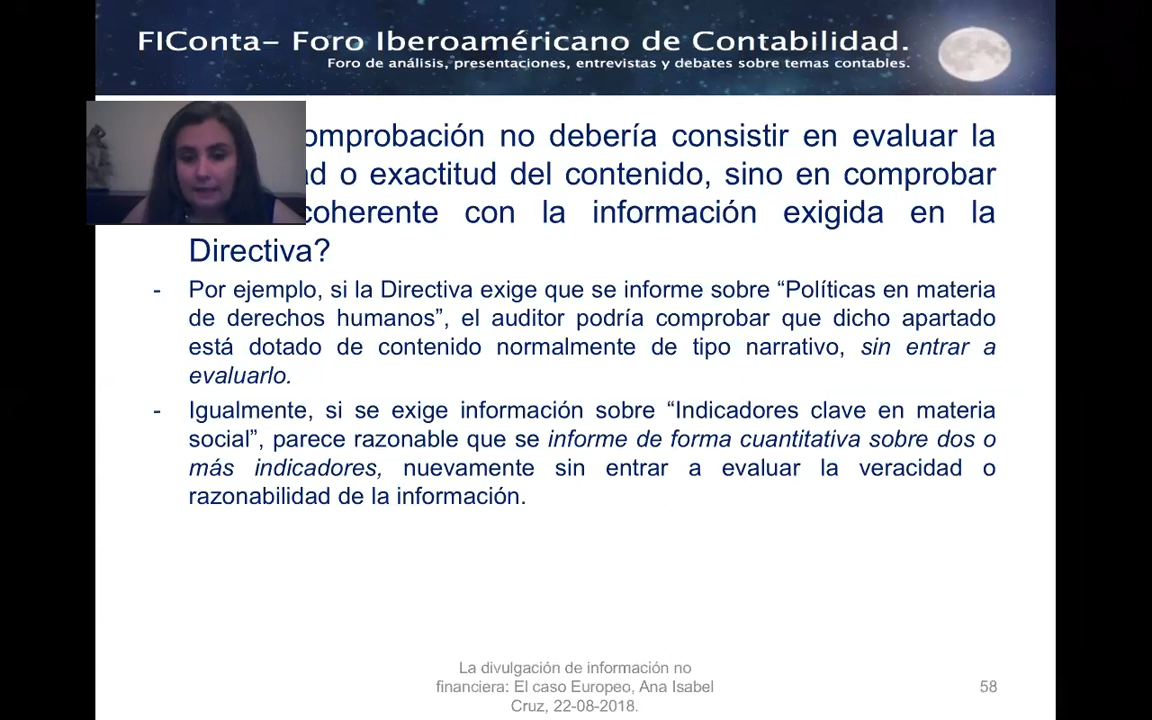 FIConta– Foro Iberoaméricano de Contabilidad.
Foro de análisis, presentaciones, entrevistas y debates sobre temas contables.
no debería consistir en evaluar la
o exactitud del contenido, sino en comprobar
coherente con la información exigida en la
Directiva?
- Por ejemplo, si la Directiva exige que se informe sobre “Políticas en materia
de derechos humanos”, el auditor podría comprobar que dicho apartado
está dotado de contenido normalmente de tipo narrativo, sin entrar a
evaluarlo.
- Igualmente, si se exige información sobre “Indicadores clave en materia
social”, parece razonable que se informe de forma cuantitativa sobre dos o
más indicadores, nuevamente sin entrar a evaluar la veracidad o
razonabilidad de la información.
La divulgación de información no
financiera: El caso Europeo, Ana Isabel
Cruz, 22-08-2018.
58